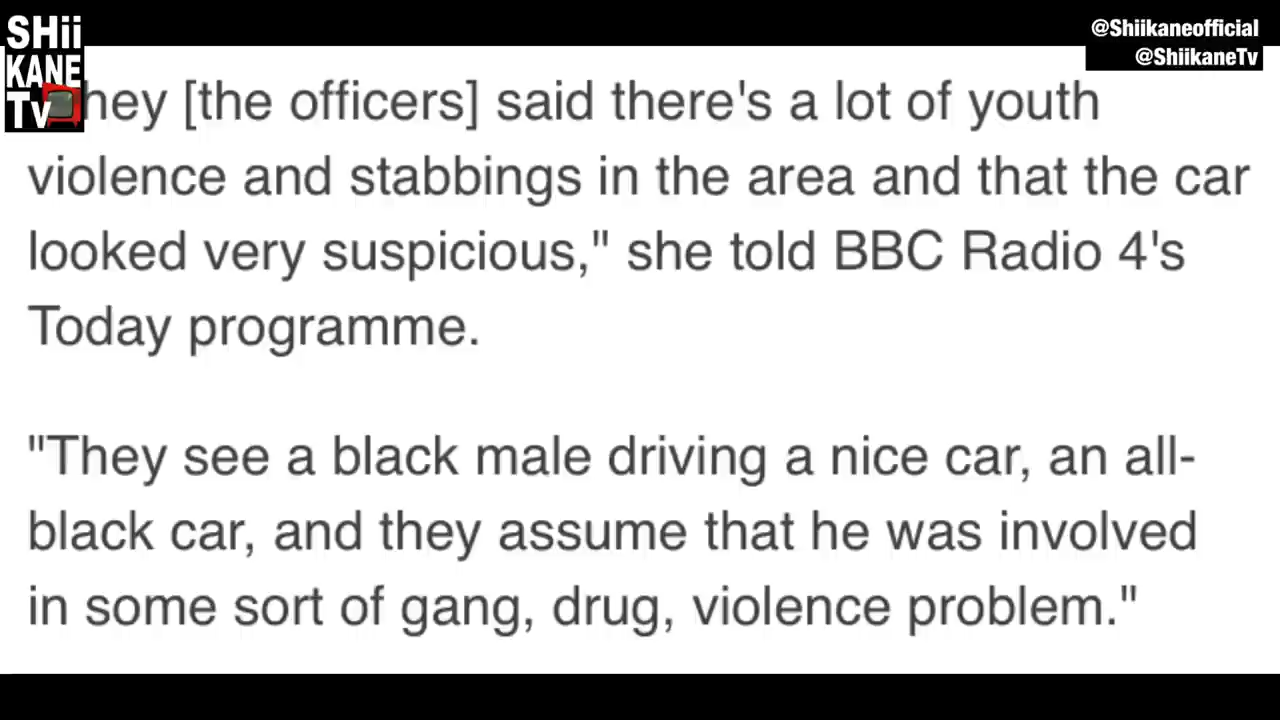 SHii
KANE
Tv
@Shiikaneofficial
@ShiikaneTv
hey [the officers] said there's a lot of youth
violence and stabbings in the area and that the car
looked very suspicious," she told BBC Radio 4's
Today programme.
"They see a black male driving a nice car, an all-
black car, and they assume that he was involved
in some sort of gang, drug, violence problem."